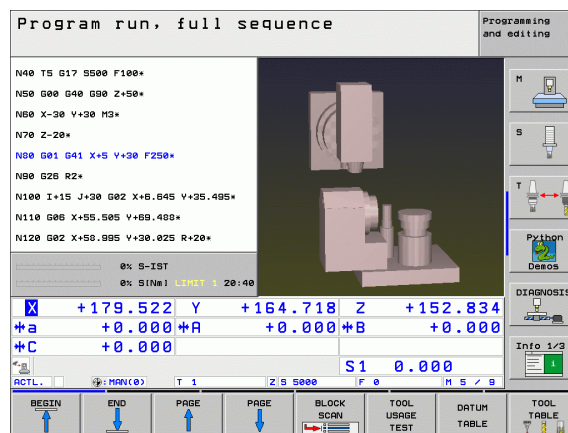 Program run, full sequence
Programming
and editing
N40 T5 G17 S500 F100*
N50 G00 G40 G90 Z+50*
N60 X-30 Y+30 M3*
N70 Z-20*
N80 G01 G41 X+5 Y+30 F250*
N90 G26 R2*
N100 I+15 J+30 G02 X+6.645 Y+35.495*
N110 G06 X+55.505 Y+69.488*
N120 G02 X+58.995 Y+30.025 R+20*
0% S-IST
0% S[Nm] LIMIT 1 20:40
X +179.522 Y +164.718 Z +152.834
a +0.000 A +0.000 B +0.000
C +0.000
S1 0.000
ACTL. MAN(0) T 1 Z S 5000 F 0 M 5 / 9
M
S
T
Python
Demos
DIAGNOSIS
Info 1/3
BEGIN
END
PAGE
PAGE
BLOCK
SCAN
TOOL
USAGE
TEST
DATUM
TABLE
TOOL
TABLE